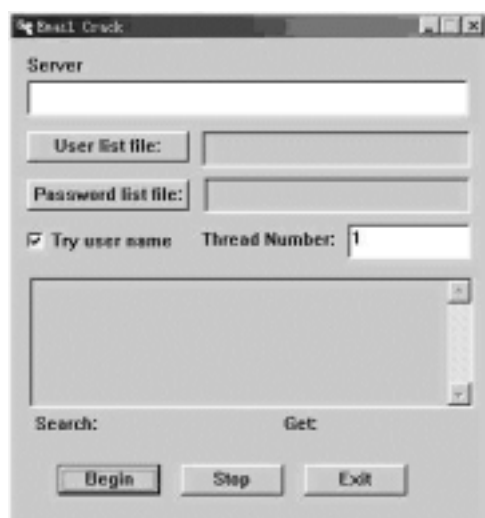 Email Crack
Server
User list file:
Password list file:
Try user name Thread Number: 1
Search: Get:
Begin Stop Exit